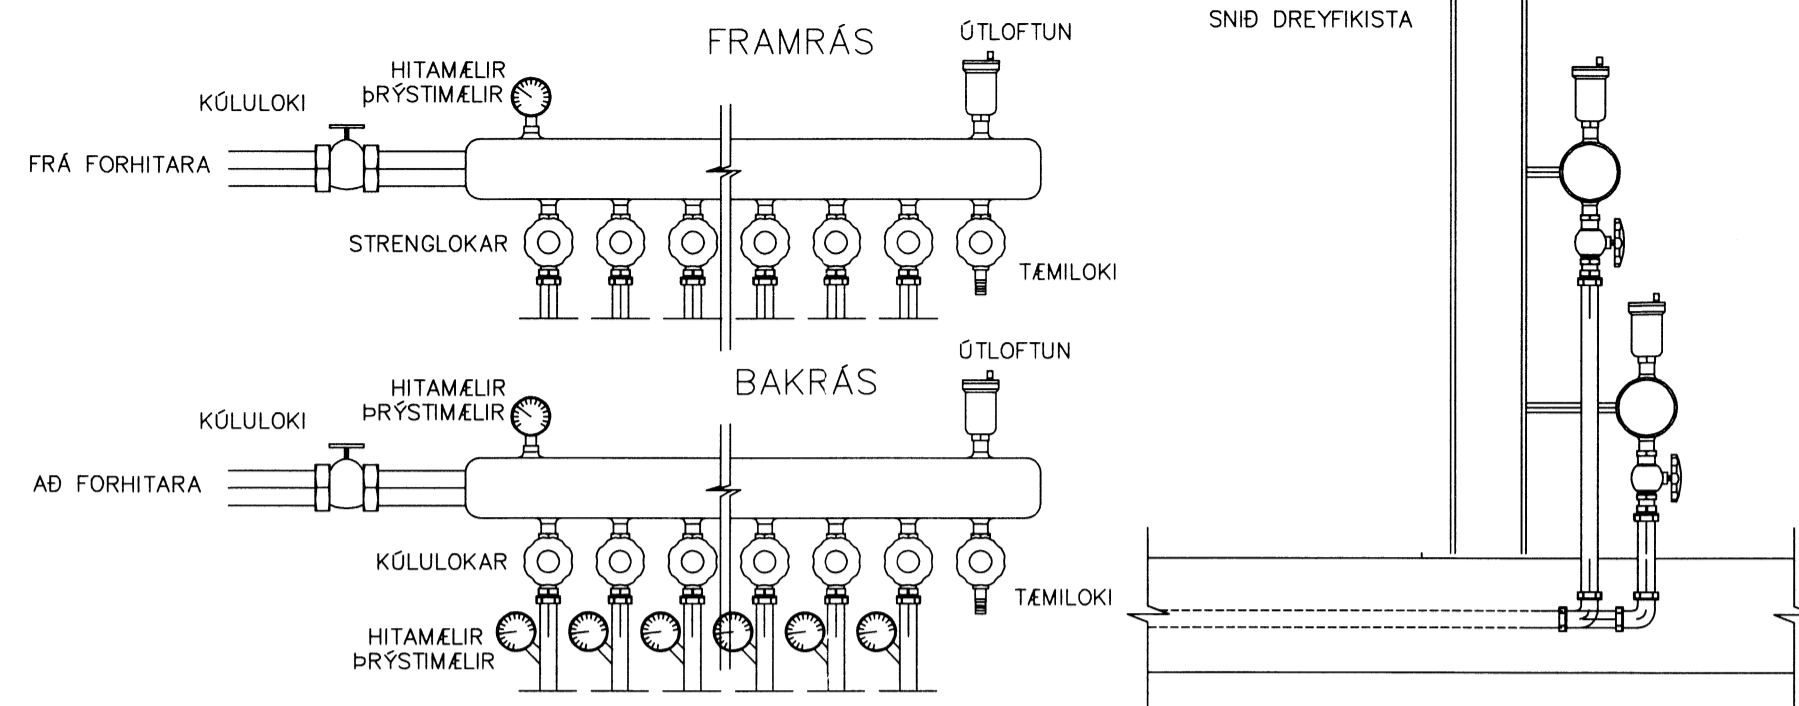 FRAMRÁS
ÚTLOFTUN
HITAMÆLIR
ÞRÝSTIMÆLIR
KÚLULOKI
FRÁ FORHITARA
STRENGLOKAR
TÆMILOKI
BAKRÁS
ÚTLOFTUN
HITAMÆLIR
ÞRÝSTIMÆLIR
KÚLULOKI
AÐ FORHITARA
KÚLULOKAR
TÆMILOKI
HITAMÆLIR
ÞRÝSTIMÆLIR
SNIÐ DREYFIKISTA